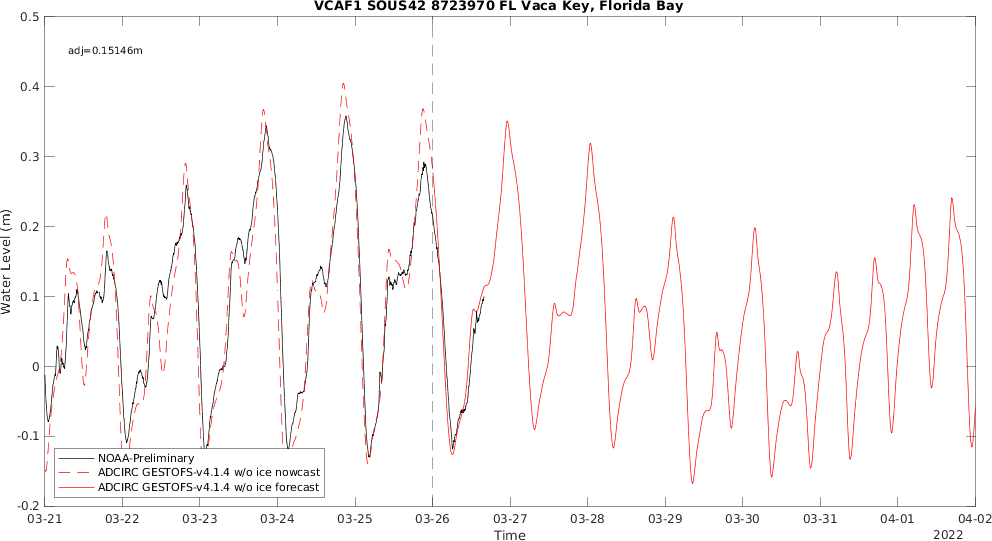 VCAF1 SOUS42 8723970 FL Vaca Key, Florida Bay
0.5
adj=0.15146m
0.4
0.3
0.2
0.1
0
-0.1
-0.2
Water Level (m)
NOAA-Preliminary
ADCIRC GESTOFS-v4.1.4 w/o ice nowcast
ADCIRC GESTOFS-v4.1.4 w/o ice forecast
03-21 03-22 03-23 03-24 03-25 03-26 03-27 03-28 03-29 03-30 03-31 04-01 04-02
Time
2022